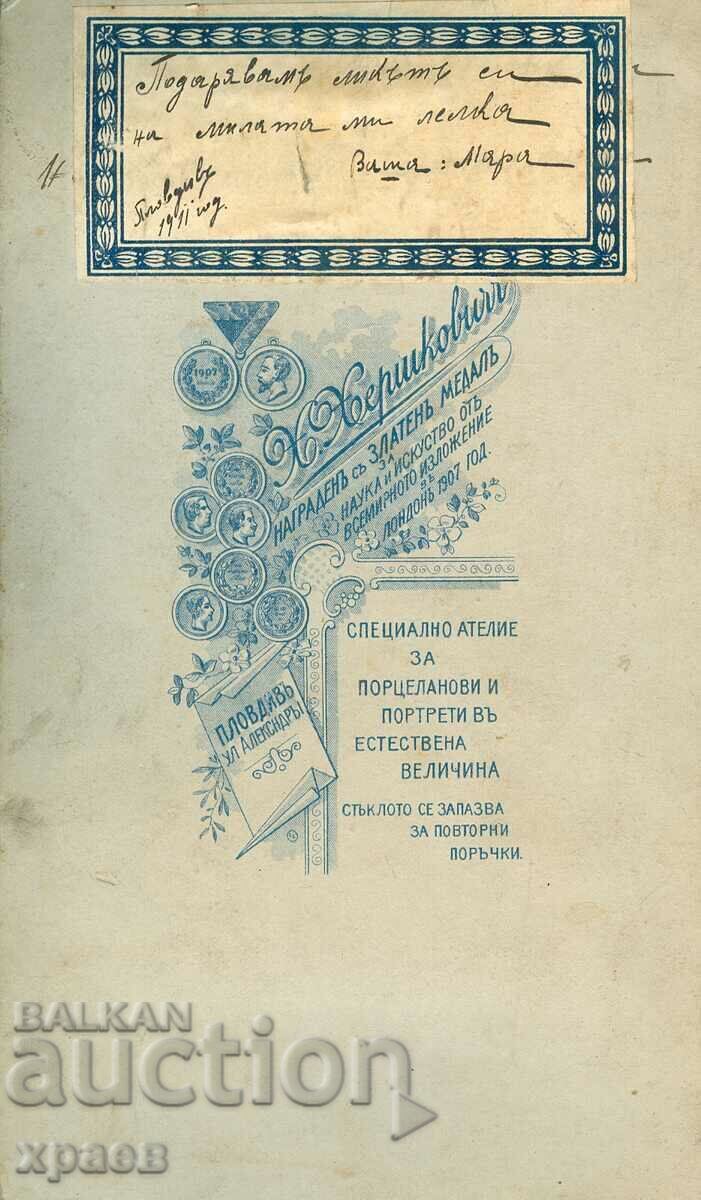 Подарявамъ ликътъ си
на милата ми лелка
Ваша: Мара
Пловдивъ
1911 год.
1907
Х. Хершковичъ
НАГРАДЕНЪ СЪ ЗЛАТЕНЪ МЕДАЛЪ
ЗА
НАУКА И ИСКУСТВО ОТЪ
ВСЕМИРНОТО ИЗЛОЖЕНИЕ
ВЪ
ЛОНДОНЪ 1907 ГОД.
СПЕЦИАЛНО АТЕЛИЕ
ЗА
ПОРЦЕЛАНОВИ И
ПОРТРЕТИ ВЪ
ЕСТЕСТВЕНА
ВЕЛИЧИНА
ПЛОВДИВЪ
УЛ АЛЕКСНДРЪ I
СТЪКЛОТО СЕ ЗАПАЗВА
ЗА ПОВТОРНИ
ПОРЪЧКИ.
BALKAN
auction
храев